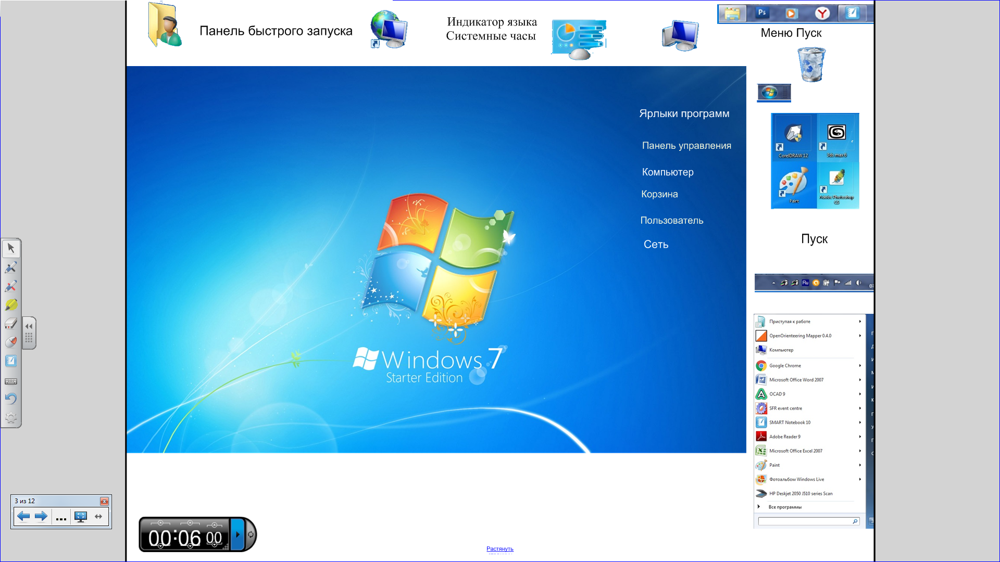 Панель быстрого запуска
Индикатор языка
Системные часы
Ps
Y
Меню Пуск
Ярлыки программ
Панель управления
Компьютер
Корзина
Пользователь
Сеть
CorelDRAW 12
3ds max 6
Paint
Adobe Photoshop
CS
Пуск
Ru
07
Windows 7
Starter Edition
Приступая к работе
OpenOrienteering Mapper 0.4.0
Компьютер
Google Chrome
Microsoft Office Word 2007
OCAD 9
SFR event centre
SMART Notebook 10
Adobe Reader 9
Microsoft Office Excel 2007
Paint
Фотоальбом Windows Live
HP Deskjet 2050 J510 series Scan
Все программы
3 из 12
00:06 00
Растянуть